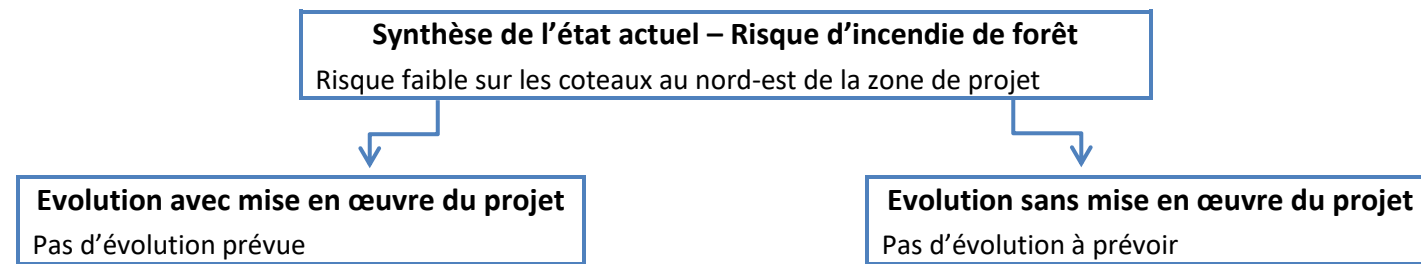 Synthèse de l’état actuel – Risque d’incendie de forêt
Risque faible sur les coteaux au nord-est de la zone de projet
Evolution avec mise en œuvre du projet
Pas d’évolution prévue
Evolution sans mise en œuvre du projet
Pas d’évolution à prévoir